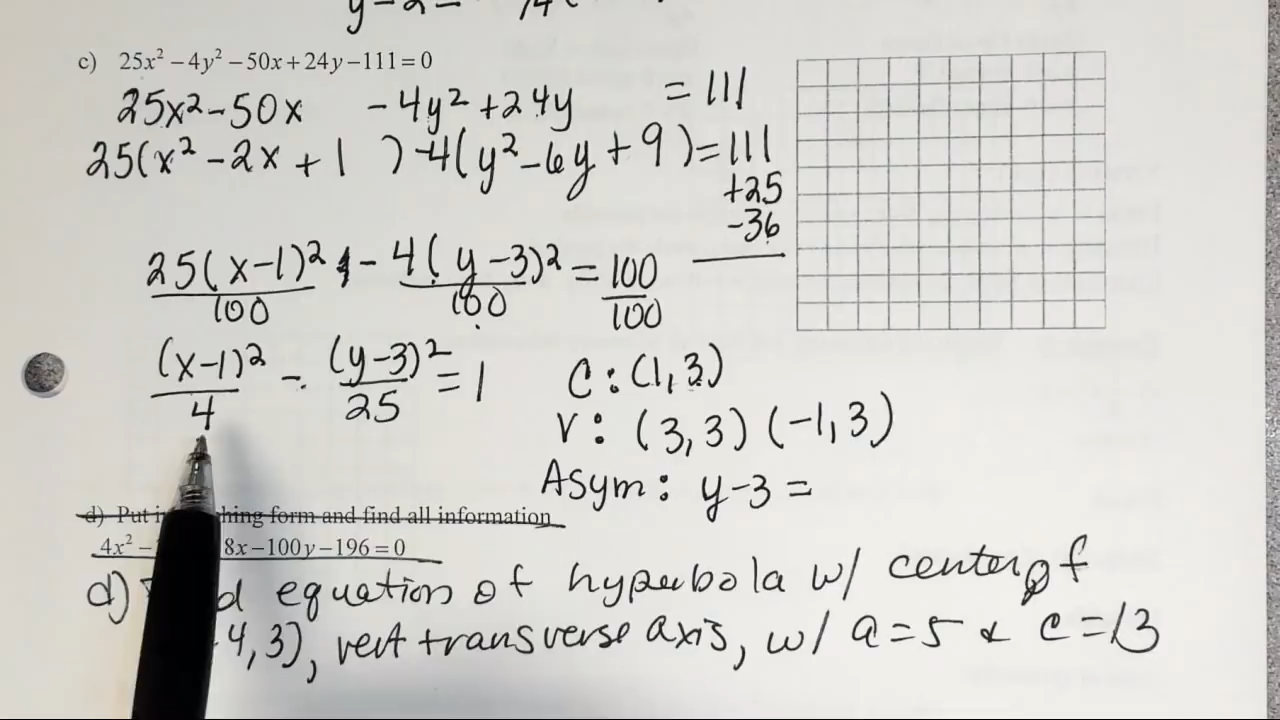 y-2=   /4(
c) 25x² – 4y² – 50x + 24y – 111 = 0
25x² - 50x   - 4y² + 24y   = 111
25(x² - 2x + 1   ) - 4(y² - 6y + 9) = 111
+25
-36
25(x-1)² - 4(y-3)² = 100
100   100   100
(x-1)² - (y-3)² = 1
4   25
C: (1,3)
V: (3,3) (-1,3)
Asym: y-3 =
d) Put i   hing form and find all information
4x² –   8x – 100y – 196 = 0
d)   d equation of hyperbola w/ center of
4,3), vert transverse axis, w/ a=5 & c=13